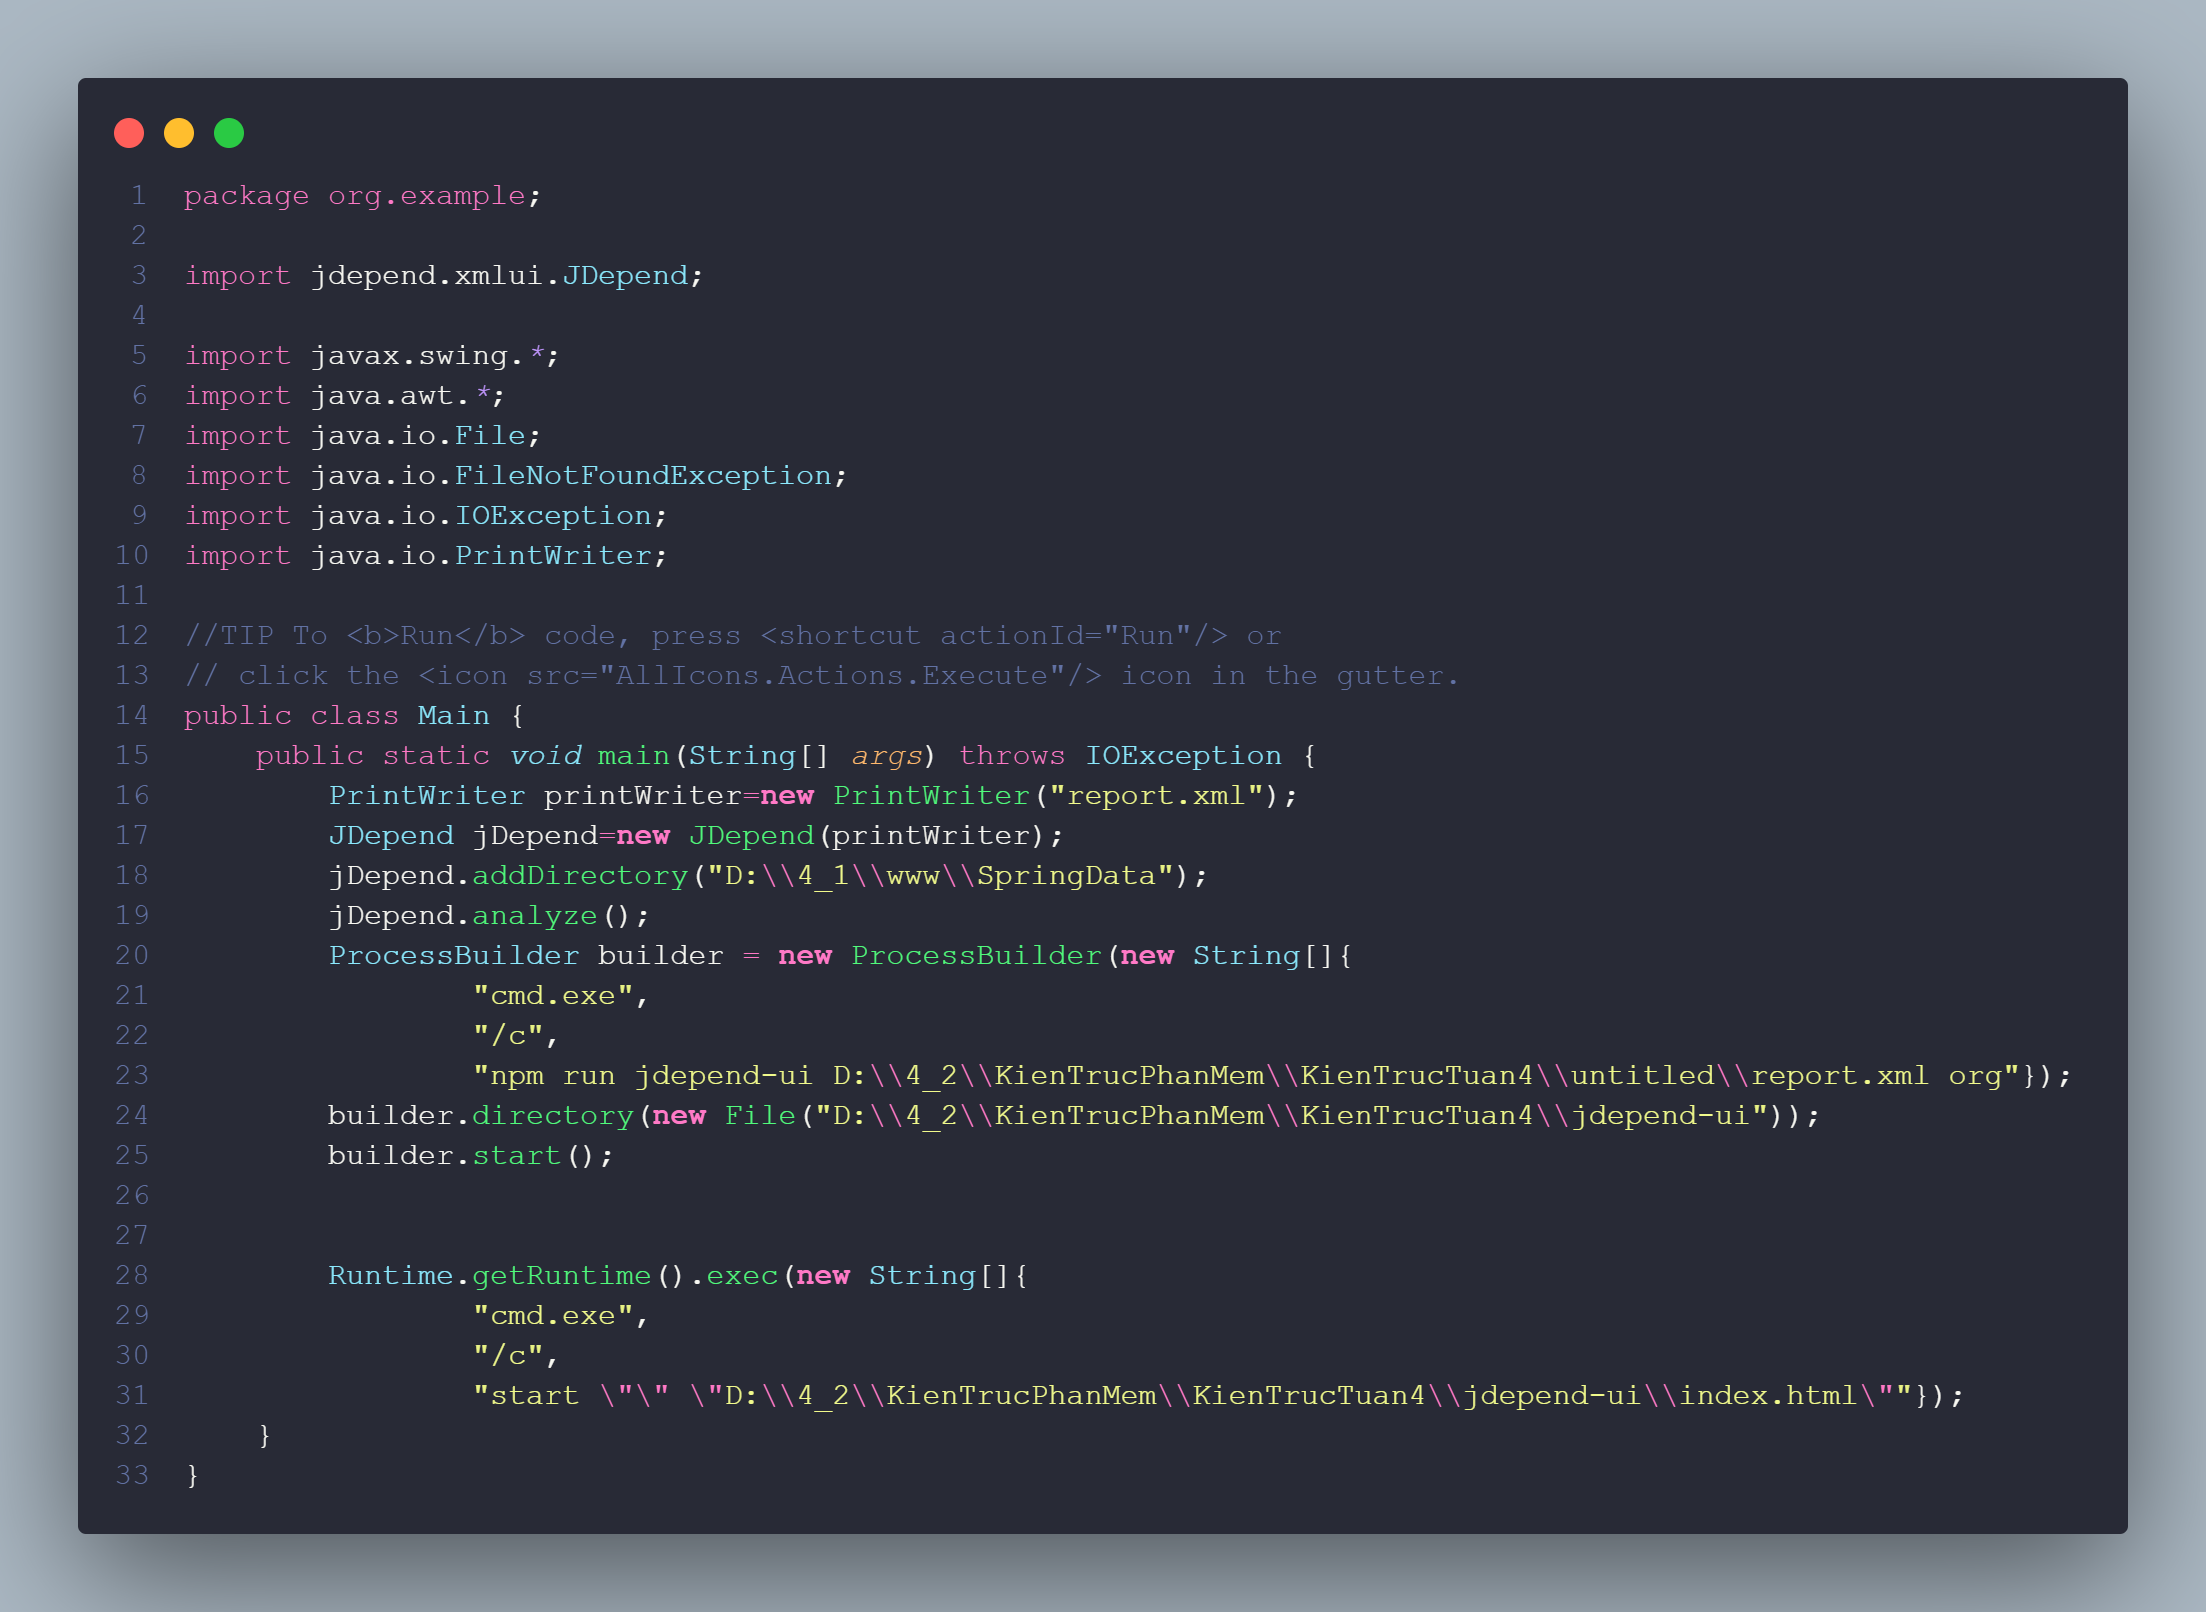 1 package org.example;
2
3 import jdepend.xmlui.JDepend;
4
5 import javax.swing.*;
6 import java.awt.*;
7 import java.io.File;
8 import java.io.FileNotFoundException;
9 import java.io.IOException;
10 import java.io.PrintWriter;
11
12 //TIP To <b>Run</b> code, press <shortcut actionId="Run"/> or
13 // click the <icon src="AllIcons.Actions.Execute"/> icon in the gutter.
14 public class Main {
15     public static void main(String[] args) throws IOException {
16         PrintWriter printWriter=new PrintWriter("report.xml");
17         JDepend jDepend=new JDepend(printWriter);
18         jDepend.addDirectory("D:\\4_1\\www\\SpringData");
19         jDepend.analyze();
20         ProcessBuilder builder = new ProcessBuilder(new String[]{
21                 "cmd.exe",
22                 "/c",
23                 "npm run jdepend-ui D:\\4_2\\KienTrucPhanMem\\KienTrucTuan4\\untitled\\report.xml org"});
24         builder.directory(new File("D:\\4_2\\KienTrucPhanMem\\KienTrucTuan4\\jdepend-ui"));
25         builder.start();
26
27
28         Runtime.getRuntime().exec(new String[]{
29                 "cmd.exe",
30                 "/c",
31                 "start \"\" \"D:\\4_2\\KienTrucPhanMem\\KienTrucTuan4\\jdepend-ui\\index.html\""});
32     }
33 }